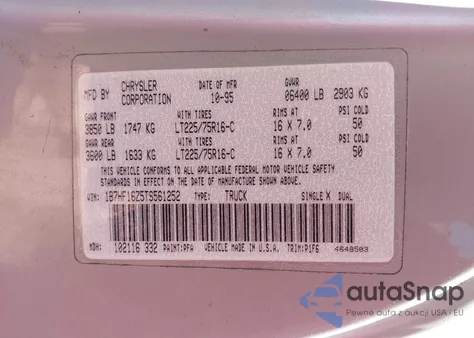 MFD BY CHRYSLER CORPORATION DATE OF MFR 10-95 GVWR 06400 LB 2903 KG
GAWR FRONT WITH TIRES RIMS AT PSI COLD
3850 LB 1747 KG LT225/75R16-C 16 X 7.0 50
GAWR REAR WITH TIRES RIMS AT PSI COLD
3600 LB 1633 KG LT225/75R16-C 16 X 7.0 50
THIS VEHICLE CONFORMS TO ALL APPLICABLE FEDERAL MOTOR VEHICLE SAFETY
STANDARDS IN EFFECT ON THE DATE OF MANUFACTURE SHOWN ABOVE
VIN: 1B7HF16Z5TS561252 TYPE: TRUCK SINGLE X DUAL
MDH: 102116 332 PAINT: PFA VEHICLE MADE IN U.S.A. TRIM: P1F6 4648503
autoSnap
Pewne auta z aukcji USA i EU